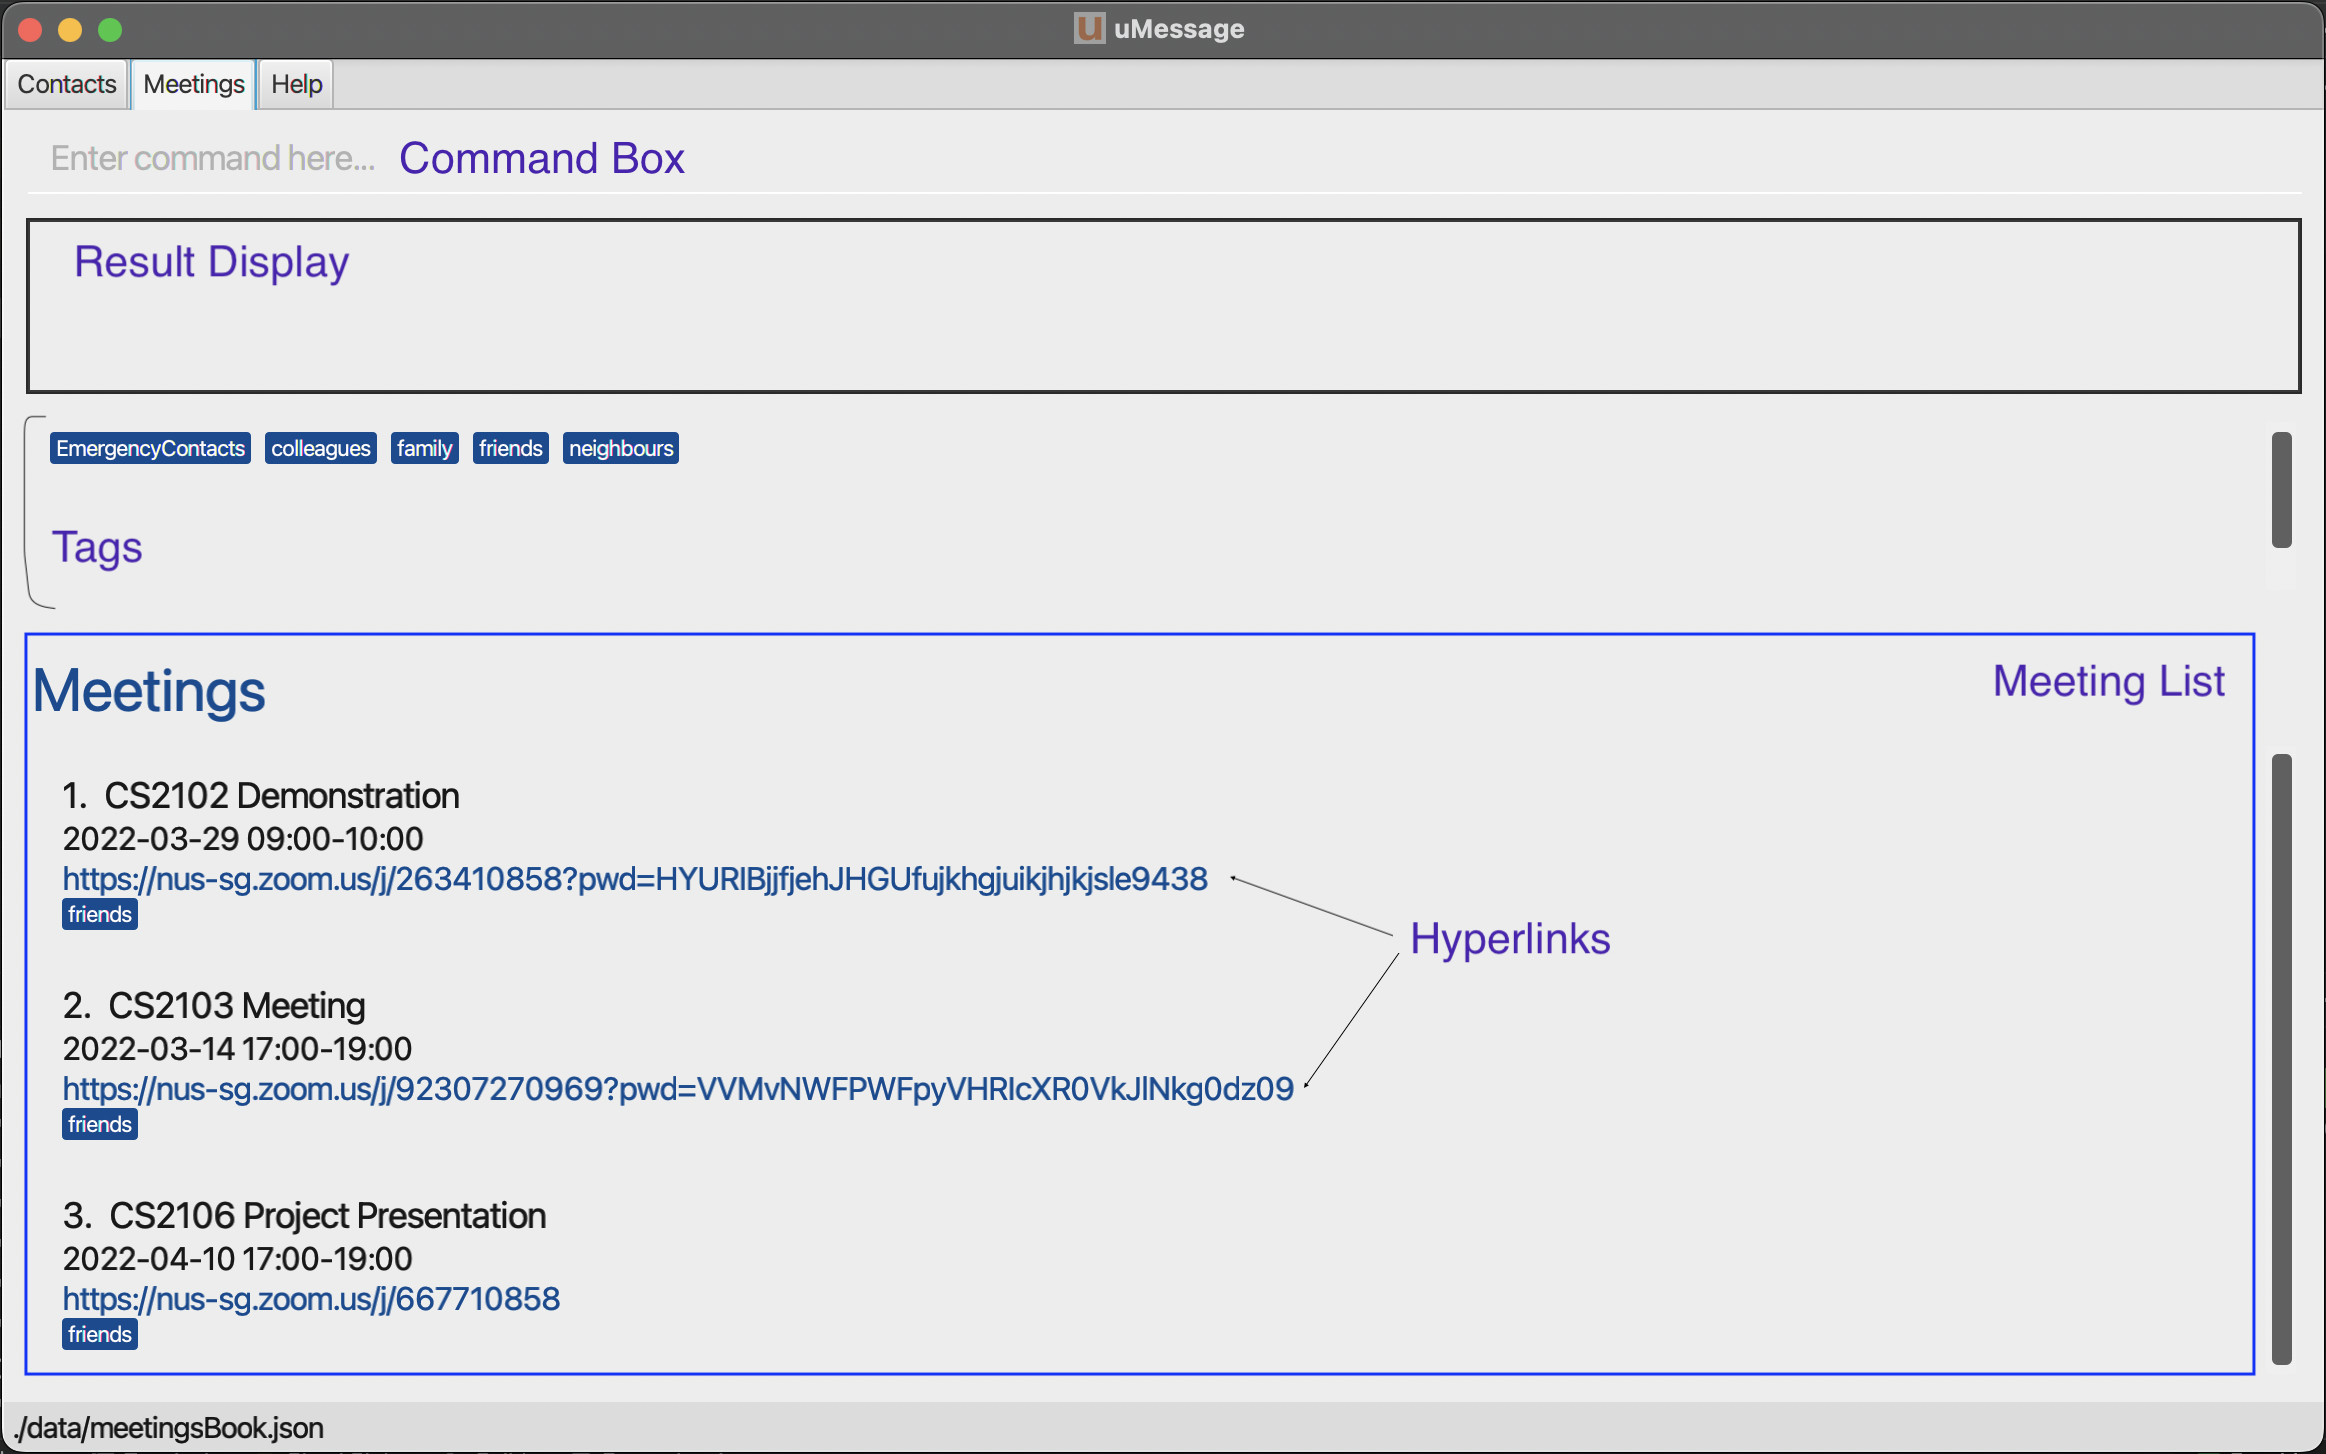 u uMessage
Contacts Meetings Help
Enter command here... Command Box
Result Display
EmergencyContacts colleagues family friends neighbours
Tags
Meetings
Meeting List
1. CS2102 Demonstration
2022-03-29 09:00-10:00
https://nus-sg.zoom.us/j/263410858?pwd=HYURIBjjfjehJHGUfujkhgjuikjhjkjsle9438
friends
Hyperlinks
2. CS2103 Meeting
2022-03-14 17:00-19:00
https://nus-sg.zoom.us/j/92307270969?pwd=VVMvNWFPWFpyVHRIcXR0VkJlNkg0dz09
friends
3. CS2106 Project Presentation
2022-04-10 17:00-19:00
https://nus-sg.zoom.us/j/667710858
friends
./data/meetingsBook.json